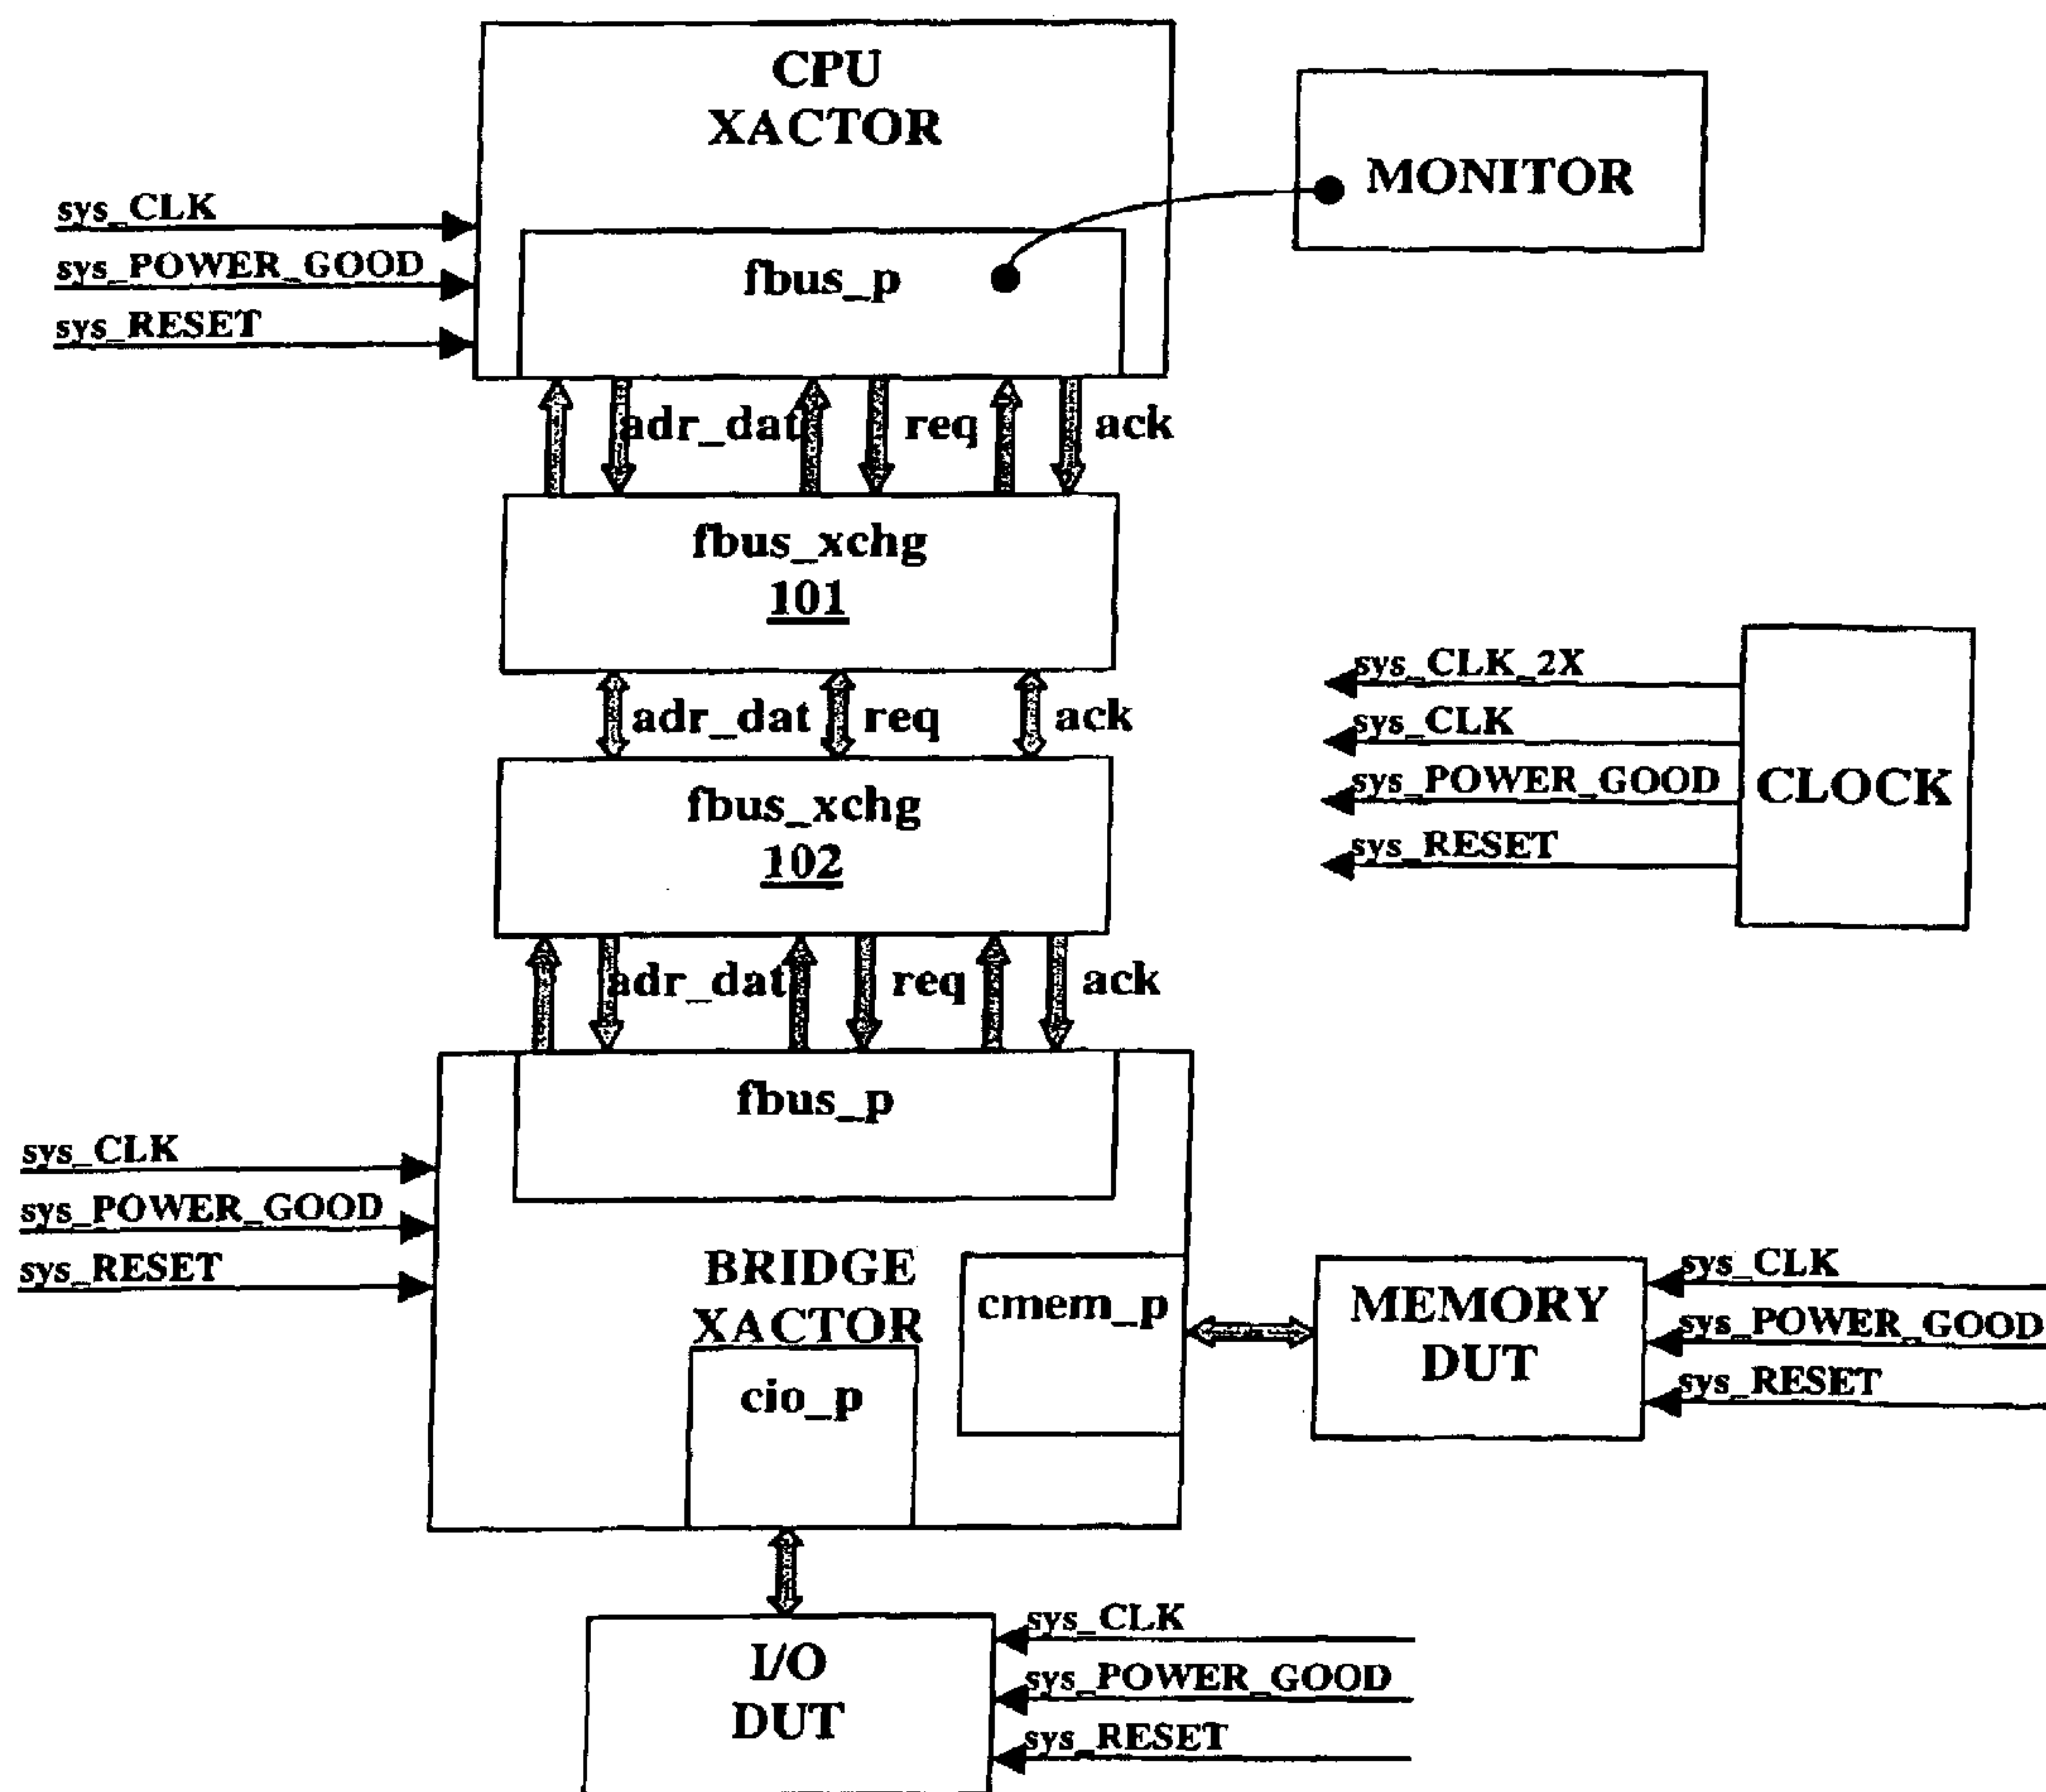 CPU
XACTOR
MONITOR
sys_CLK
sys_POWER_GOOD
sys_RESET
fbus_p
adr_dat
req
ack
fbus_xchg
101
adr_dat
req
ack
fbus_xchg
102
sys_CLK_2X
sys_CLK
sys_POWER_GOOD
sys_RESET
CLOCK
adr_dat
req
ack
fbus_p
sys_CLK
sys_POWER_GOOD
sys_RESET
BRIDGE
XACTOR
cmem_p
cio_p
MEMORY
DUT
sys_CLK
sys_POWER_GOOD
sys_RESET
I/O
DUT
sys_CLK
sys_POWER_GOOD
sys_RESET